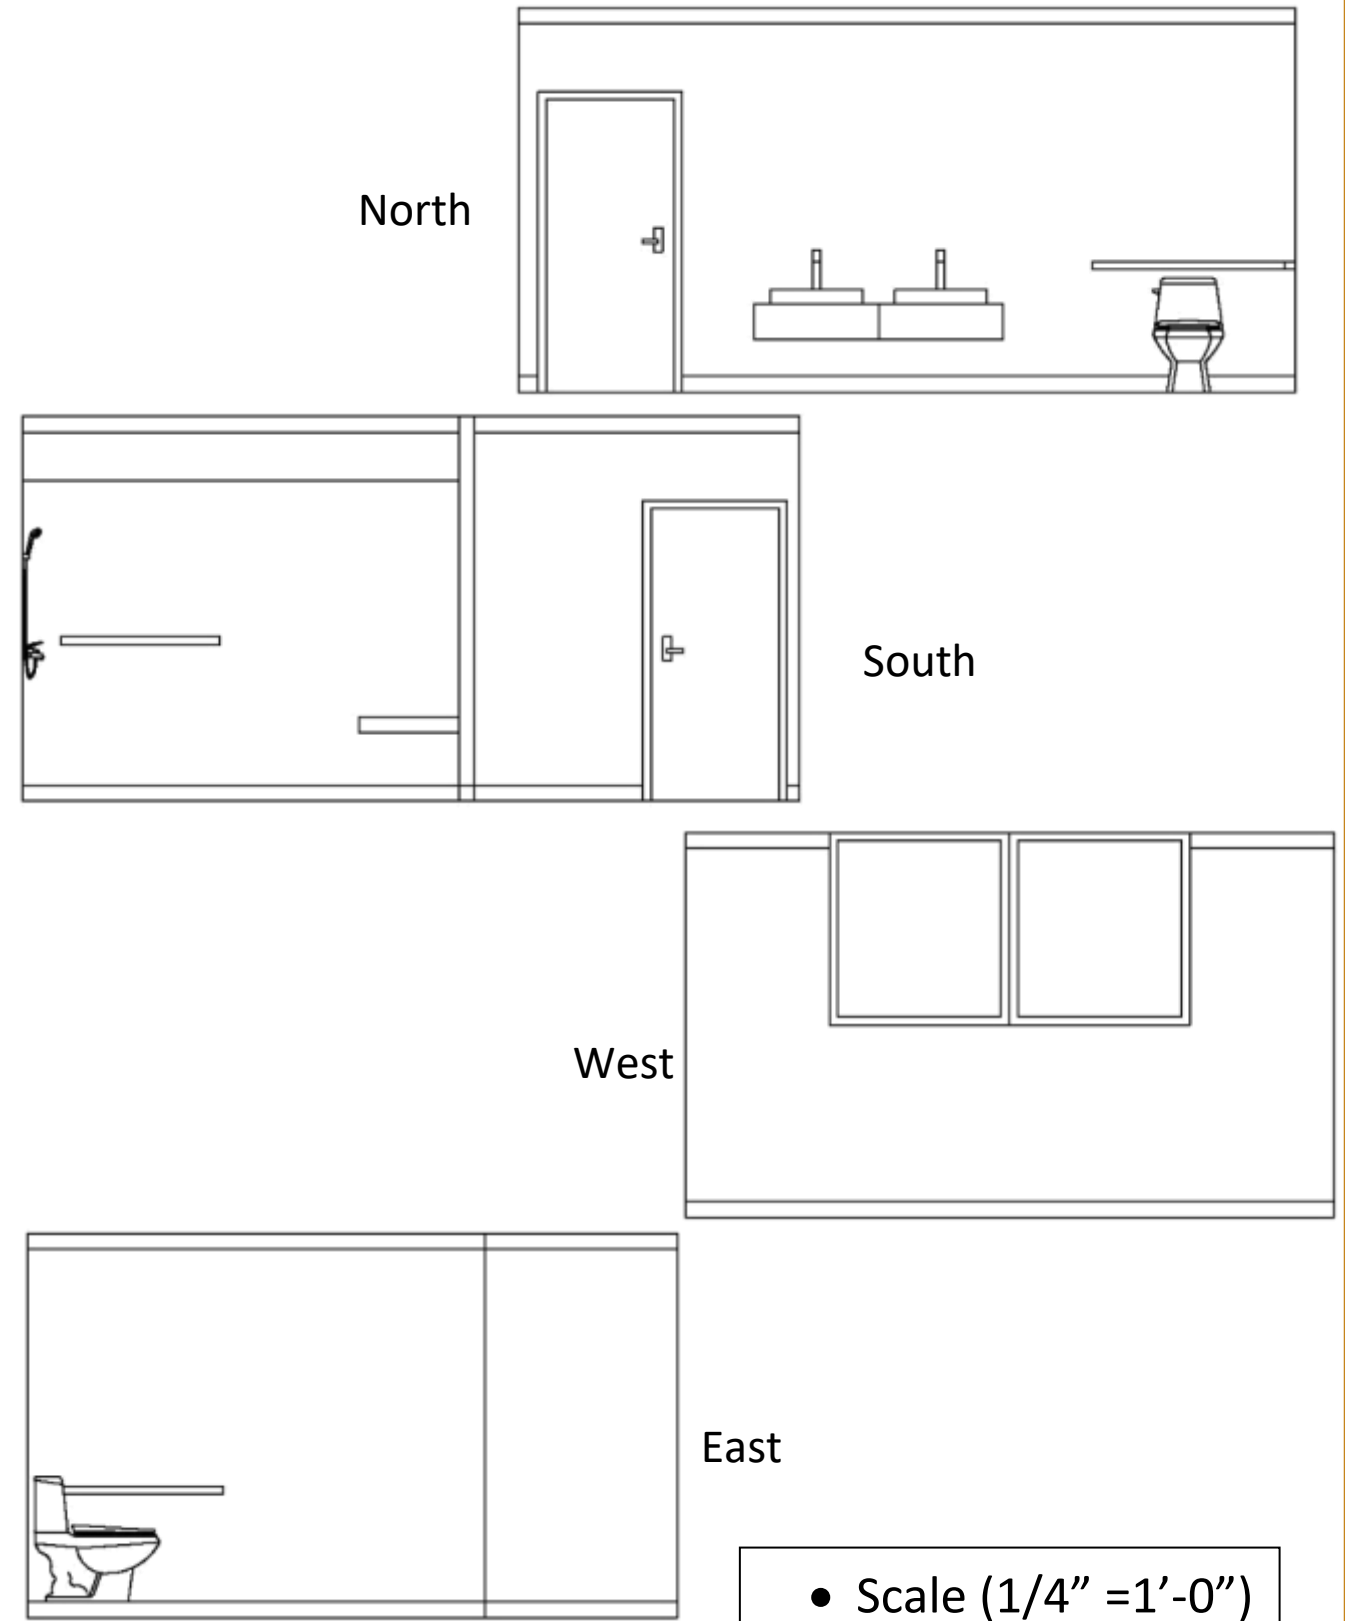 North
South
West
East
• Scale (1/4” =1’-0”)